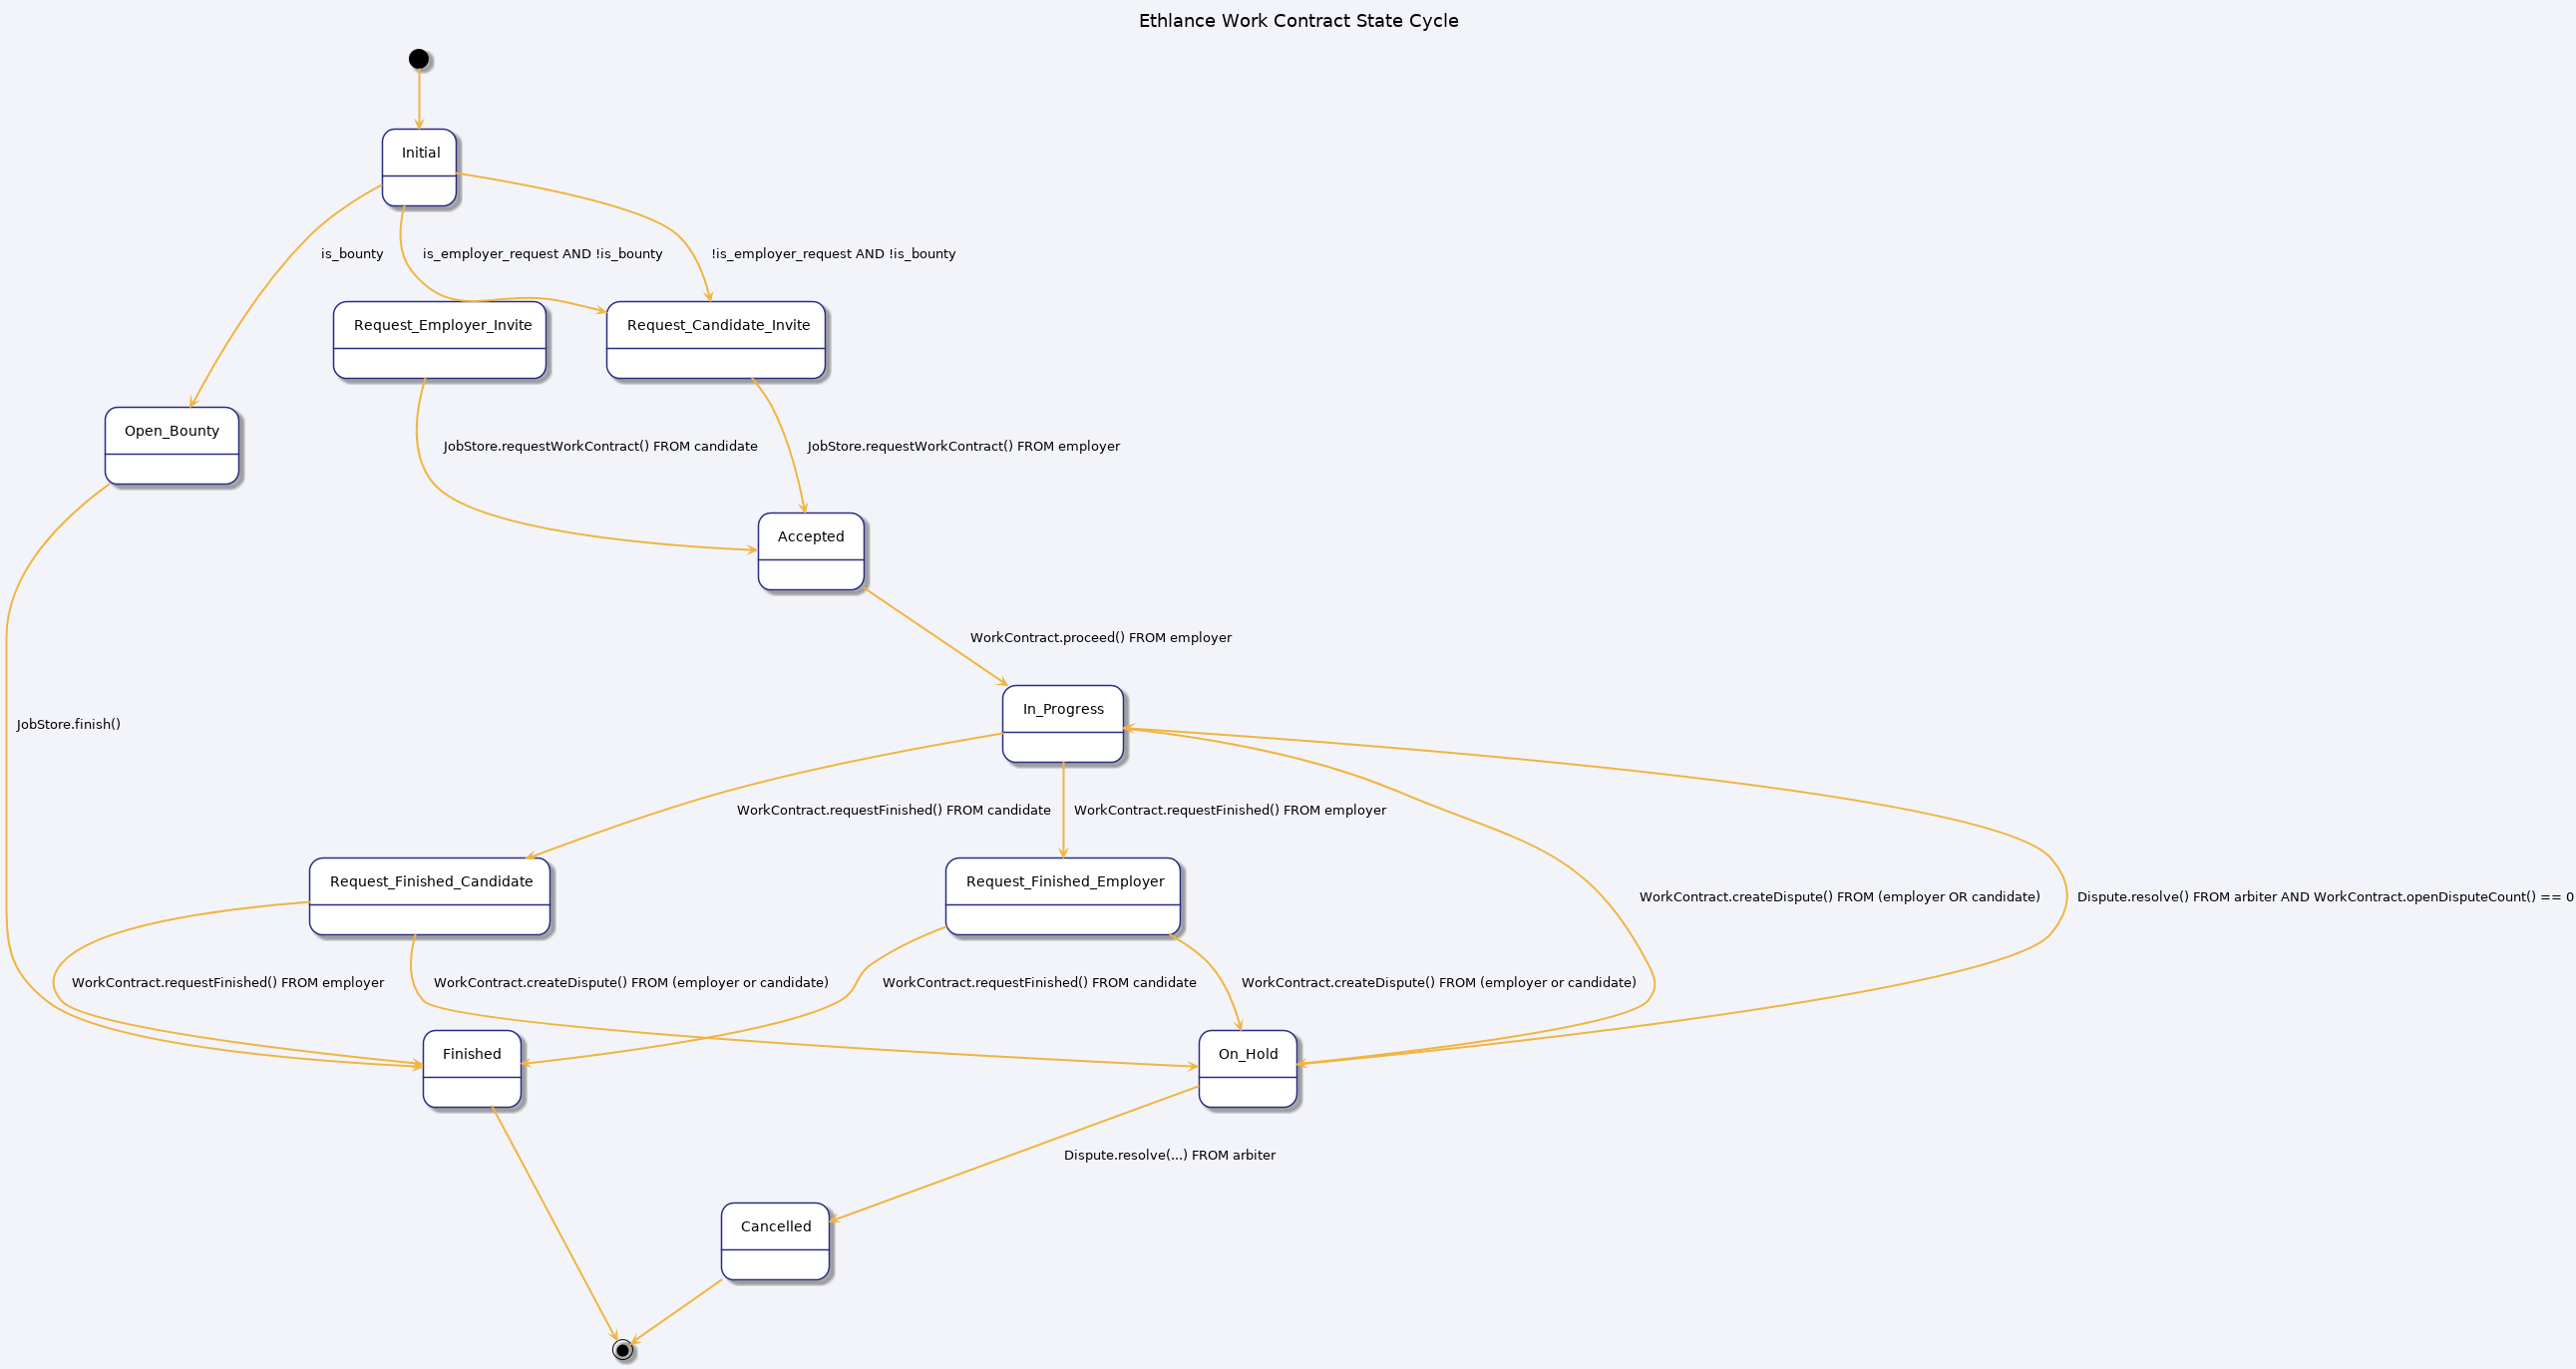 Ethlance Work Contract State Cycle
Initial
is_bounty
is_employer_request AND !is_bounty
!is_employer_request AND !is_bounty
Request_Employer_Invite
Request_Candidate_Invite
Open_Bounty
JobStore.requestWorkContract() FROM candidate
JobStore.requestWorkContract() FROM employer
Accepted
WorkContract.proceed() FROM employer
In_Progress
JobStore.finish()
WorkContract.requestFinished() FROM candidate
WorkContract.requestFinished() FROM employer
Request_Finished_Candidate
Request_Finished_Employer
WorkContract.createDispute() FROM (employer OR candidate)
Dispute.resolve() FROM arbiter AND WorkContract.openDisputeCount() == 0
WorkContract.requestFinished() FROM employer
WorkContract.createDispute() FROM (employer or candidate)
WorkContract.requestFinished() FROM candidate
WorkContract.createDispute() FROM (employer or candidate)
Finished
On_Hold
Dispute.resolve(...) FROM arbiter
Cancelled